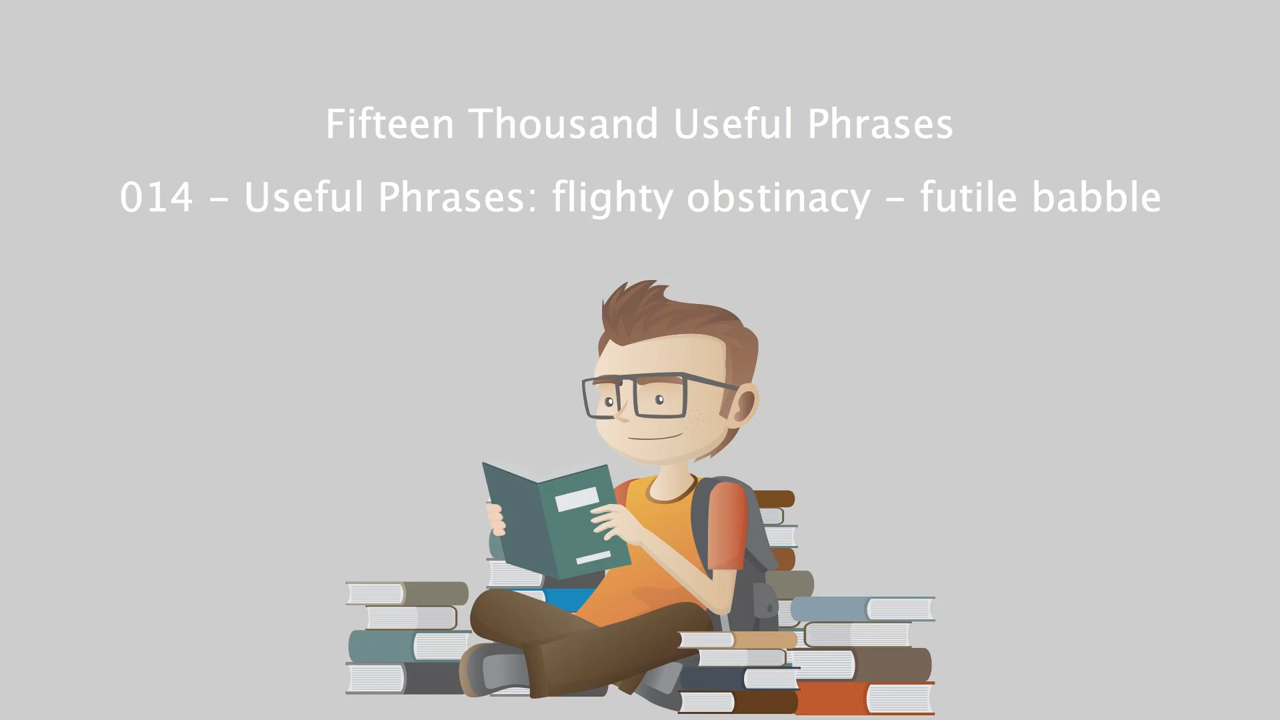 Fifteen Thousand Useful Phrases
014 – Useful Phrases: flighty obstinacy – futile babble